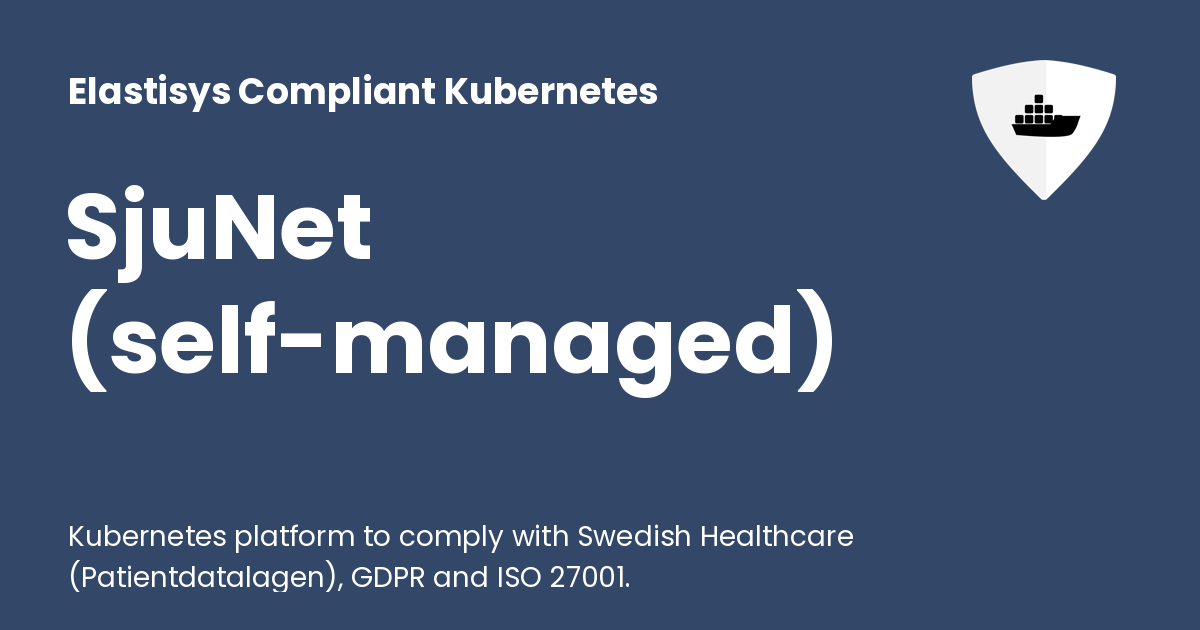 Elastisys Compliant Kubernetes
SjuNet
(self-managed)
Kubernetes platform to comply with Swedish Healthcare
(Patientdatalagen), GDPR and ISO 27001.